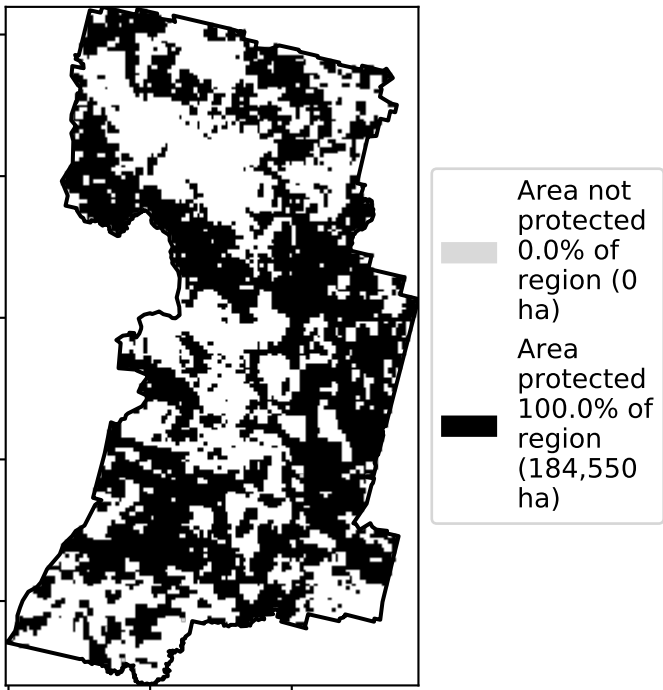 Area not
protected
0.0% of
region (0
ha)
Area
protected
100.0% of
region
(184,550
ha)